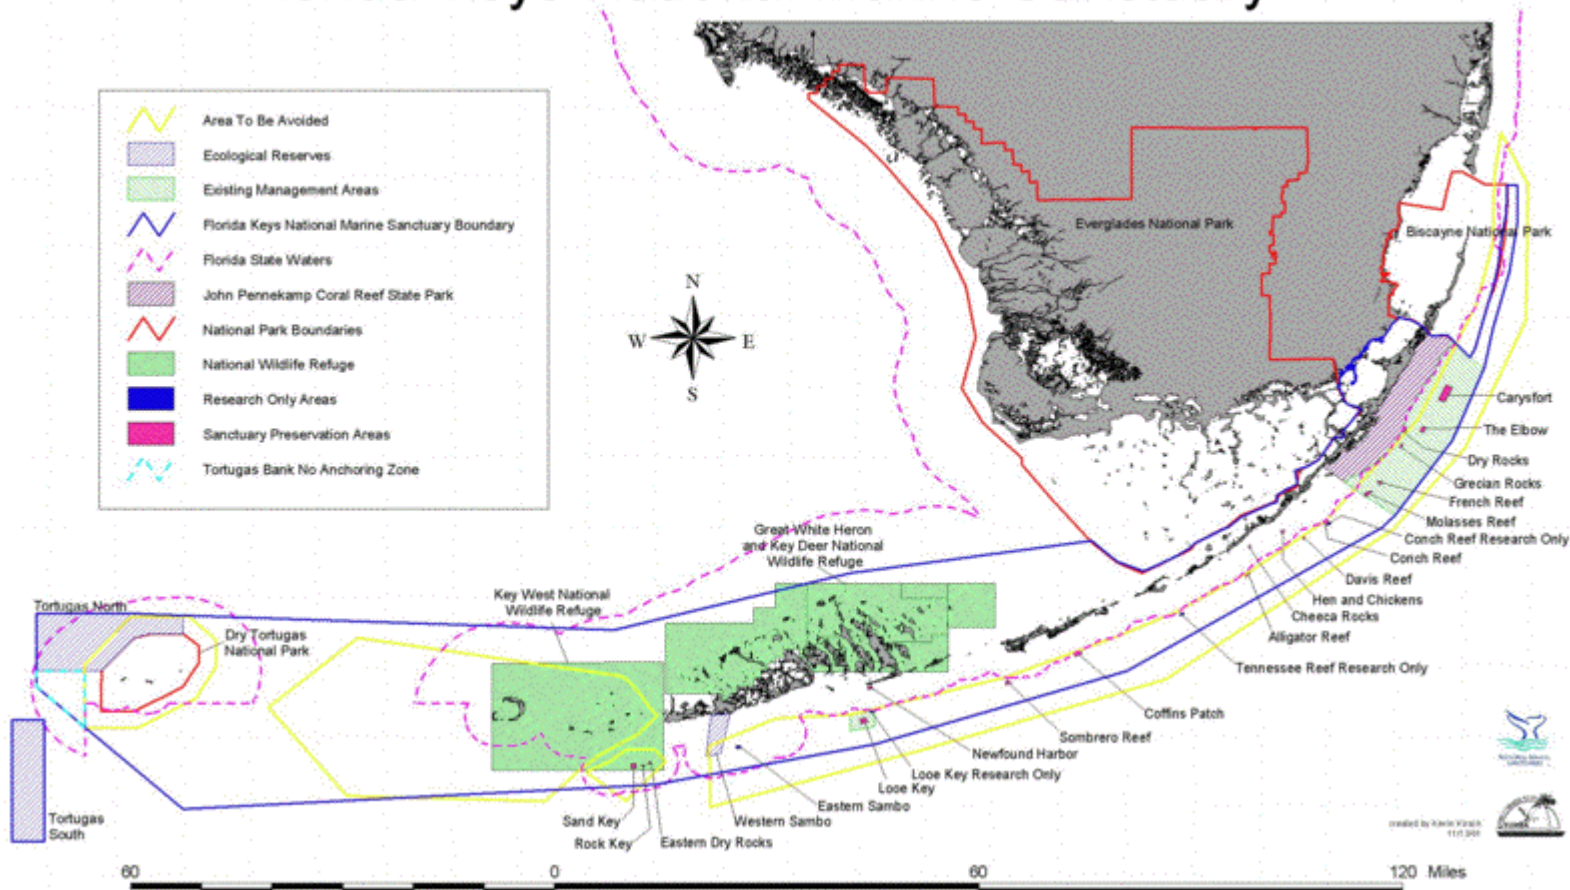 Area To Be Avoided
Ecological Reserves
Existing Management Areas
Florida Keys National Marine Sanctuary Boundary
Florida State Waters
John Pennekamp Coral Reef State Park
National Park Boundaries
National Wildlife Refuge
Research Only Areas
Sanctuary Preservation Areas
Tortugas Bank No Anchoring Zone
N
W
E
S
Everglades National Park
Biscayne National Park
Carysfort
The Elbow
Dry Rocks
Grecian Rocks
French Reef
Molasses Reef
Conch Reef Research Only
Conch Reef
Davis Reef
Hen and Chickens
Cheeca Rocks
Alligator Reef
Tennessee Reef Research Only
Coffins Patch
Sombrero Reef
Newfound Harbor
Looe Key Research Only
Looe Key
Eastern Sambo
Western Sambo
Eastern Dry Rocks
Rock Key
Sand Key
Great White Heron
and Key Deer National
Wildlife Refuge
Key West National
Wildlife Refuge
Tortugas North
Dry Tortugas
National Park
Tortugas
South
60
0
60
120 Miles